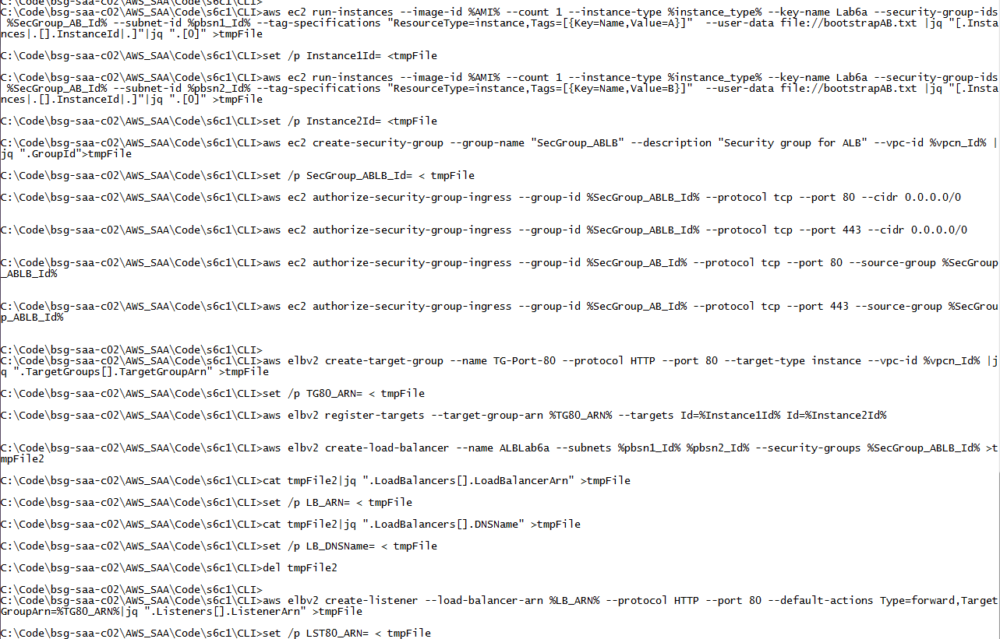 C:\Code\bsg-saa-c02\AWS_SAA\Code\s6c1\CLI>
C:\Code\bsg-saa-c02\AWS_SAA\Code\s6c1\CLI>aws ec2 run-instances --image-id %AMI% --count 1 --instance-type %instance_type% --key-name Lab6a --security-group-ids
 %SecGroup_AB_Id% --subnet-id %pbsn1_Id% --tag-specifications "ResourceType=instance,Tags=[{Key=Name,Value=A}]"  --user-data file://bootstrapAB.txt |jq "[.Insta
nces|.[].InstanceId|.]"|jq ".[0]" >tmpFile
C:\Code\bsg-saa-c02\AWS_SAA\Code\s6c1\CLI>set /p Instance1Id= <tmpFile
C:\Code\bsg-saa-c02\AWS_SAA\Code\s6c1\CLI>aws ec2 run-instances --image-id %AMI% --count 1 --instance-type %instance_type% --key-name Lab6a --security-group-ids
 %SecGroup_AB_Id% --subnet-id %pbsn2_Id% --tag-specifications "ResourceType=instance,Tags=[{Key=Name,Value=B}]"  --user-data file://bootstrapAB.txt |jq "[.Insta
nces|.[].InstanceId|.]"|jq ".[0]" >tmpFile
C:\Code\bsg-saa-c02\AWS_SAA\Code\s6c1\CLI>set /p Instance2Id= <tmpFile
C:\Code\bsg-saa-c02\AWS_SAA\Code\s6c1\CLI>aws ec2 create-security-group --group-name "SecGroup_ABLB" --description "Security group for ALB" --vpc-id %vpcn_Id% |
jq ".GroupId">tmpFile
C:\Code\bsg-saa-c02\AWS_SAA\Code\s6c1\CLI>set /p SecGroup_ABLB_Id= < tmpFile
C:\Code\bsg-saa-c02\AWS_SAA\Code\s6c1\CLI>aws ec2 authorize-security-group-ingress --group-id %SecGroup_ABLB_Id% --protocol tcp --port 80 --cidr 0.0.0.0/0
C:\Code\bsg-saa-c02\AWS_SAA\Code\s6c1\CLI>aws ec2 authorize-security-group-ingress --group-id %SecGroup_ABLB_Id% --protocol tcp --port 443 --cidr 0.0.0.0/0
C:\Code\bsg-saa-c02\AWS_SAA\Code\s6c1\CLI>aws ec2 authorize-security-group-ingress --group-id %SecGroup_AB_Id% --protocol tcp --port 80 --source-group %SecGroup
_ABLB_Id%
C:\Code\bsg-saa-c02\AWS_SAA\Code\s6c1\CLI>aws ec2 authorize-security-group-ingress --group-id %SecGroup_AB_Id% --protocol tcp --port 443 --source-group %SecGrou
p_ABLB_Id%
C:\Code\bsg-saa-c02\AWS_SAA\Code\s6c1\CLI>
C:\Code\bsg-saa-c02\AWS_SAA\Code\s6c1\CLI>aws elbv2 create-target-group --name TG-Port-80 --protocol HTTP --port 80 --target-type instance --vpc-id %vpcn_Id% |j
q ".TargetGroups[].TargetGroupArn" >tmpFile
C:\Code\bsg-saa-c02\AWS_SAA\Code\s6c1\CLI>set /p TG80_ARN= < tmpFile
C:\Code\bsg-saa-c02\AWS_SAA\Code\s6c1\CLI>aws elbv2 register-targets --target-group-arn %TG80_ARN% --targets Id=%Instance1Id% Id=%Instance2Id%
C:\Code\bsg-saa-c02\AWS_SAA\Code\s6c1\CLI>aws elbv2 create-load-balancer --name ALBLab6a --subnets %pbsn1_Id% %pbsn2_Id% --security-groups %SecGroup_ABLB_Id% >t
mpFile2
C:\Code\bsg-saa-c02\AWS_SAA\Code\s6c1\CLI>cat tmpFile2|jq ".LoadBalancers[].LoadBalancerArn" >tmpFile
C:\Code\bsg-saa-c02\AWS_SAA\Code\s6c1\CLI>set /p LB_ARN= < tmpFile
C:\Code\bsg-saa-c02\AWS_SAA\Code\s6c1\CLI>cat tmpFile2|jq ".LoadBalancers[].DNSName" >tmpFile
C:\Code\bsg-saa-c02\AWS_SAA\Code\s6c1\CLI>set /p LB_DNSName= < tmpFile
C:\Code\bsg-saa-c02\AWS_SAA\Code\s6c1\CLI>del tmpFile2
C:\Code\bsg-saa-c02\AWS_SAA\Code\s6c1\CLI>
C:\Code\bsg-saa-c02\AWS_SAA\Code\s6c1\CLI>aws elbv2 create-listener --load-balancer-arn %LB_ARN% --protocol HTTP --port 80 --default-actions Type=forward,Target
GroupArn=%TG80_ARN%|jq ".Listeners[].ListenerArn" >tmpFile
C:\Code\bsg-saa-c02\AWS_SAA\Code\s6c1\CLI>set /p LST80_ARN= < tmpFile